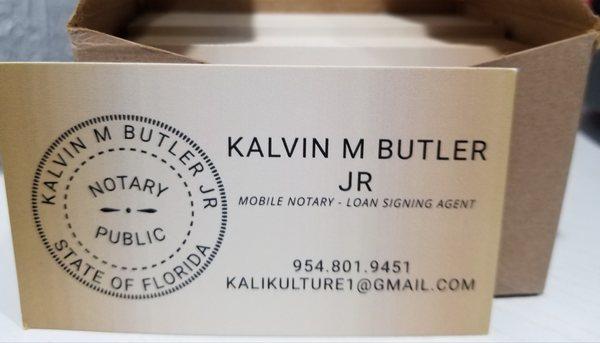 KALVIN M BUTLER JR
NOTARY
PUBLIC
STATE OF FLORIDA
KALVIN M BUTLER
JR
MOBILE NOTARY - LOAN SIGNING AGENT
954.801.9451
KALIKULTURE1@GMAIL.COM